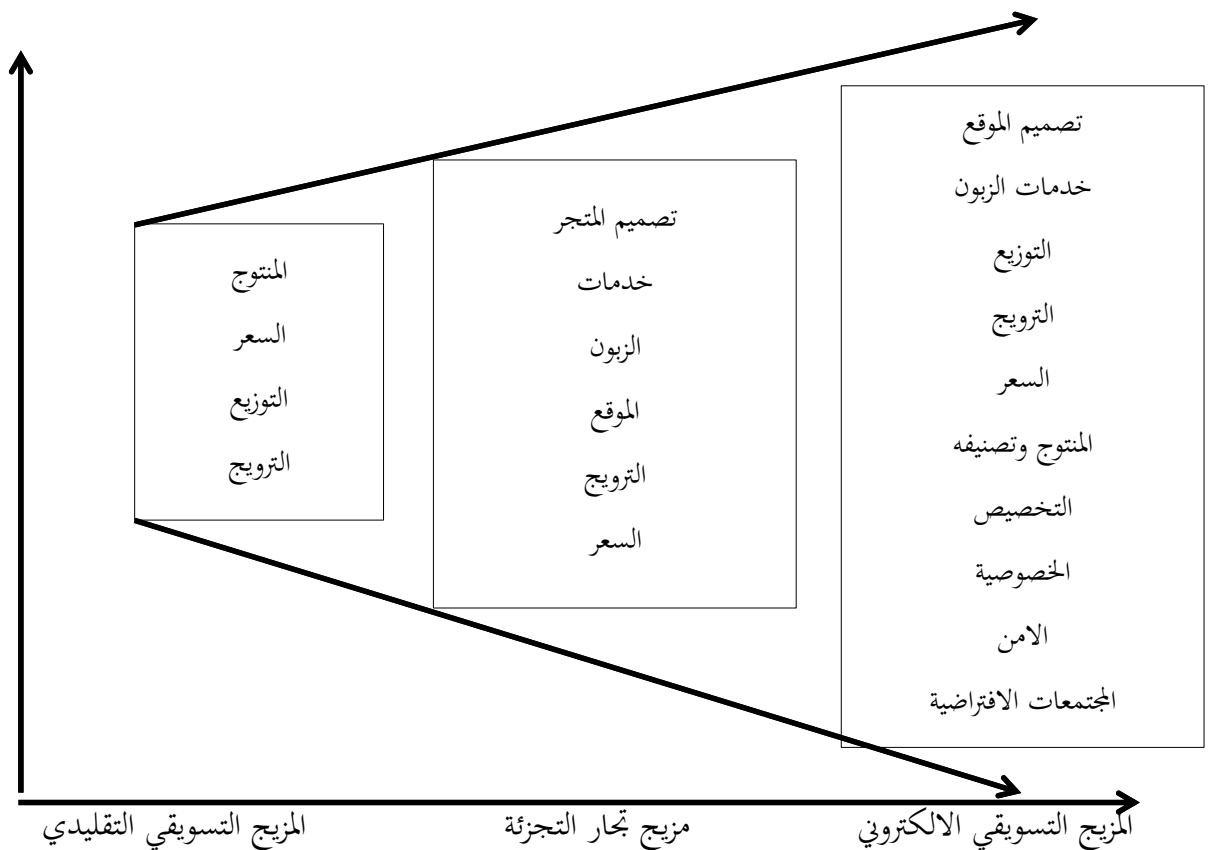 المنتوج
السعر
التوزيع
الترويج
تصميم المتجر
خدمات
الزبون
الموقع
الترويج
السعر
تصميم الموقع
خدمات الزبون
التوزيع
الترويج
السعر
المنتوج وتصنيفه
التخصيص
الخصوصية
الامن
المجتمعات الافتراضية
المزيج التسويقي التقليدي
مزيج تجار التجزئة
المزيج التسويقي الالكتروني